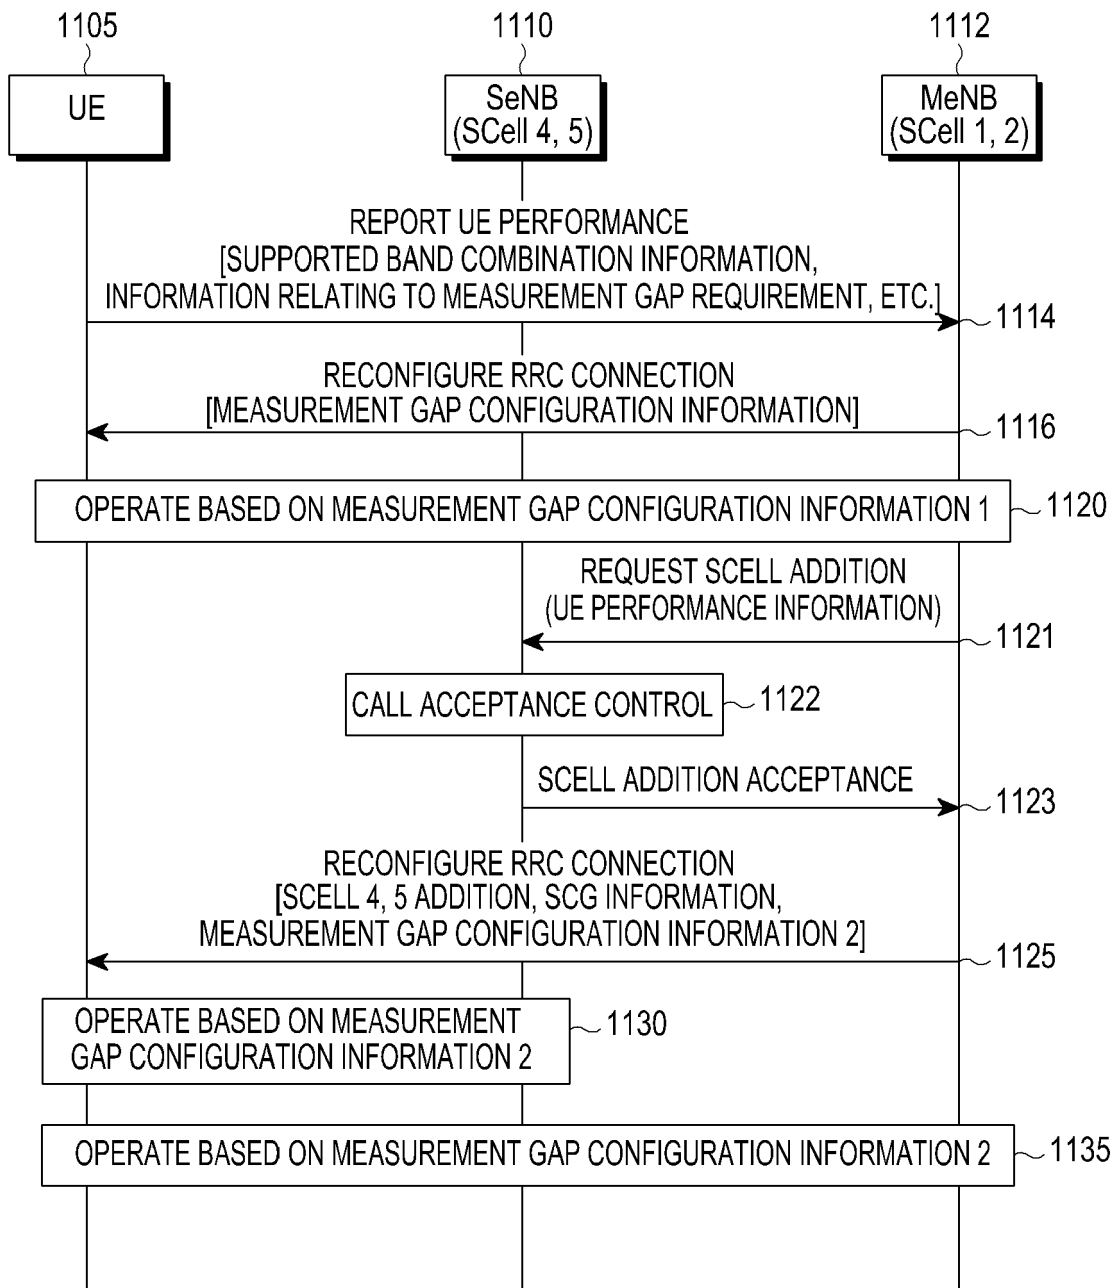 1105
1110
1112
UE
SeNB
(SCell 4, 5)
MeNB
(SCell 1, 2)
REPORT UE PERFORMANCE
[SUPPORTED BAND COMBINATION INFORMATION,
INFORMATION RELATING TO MEASUREMENT GAP REQUIREMENT, ETC.]
1114
RECONFIGURE RRC CONNECTION
[MEASUREMENT GAP CONFIGURATION INFORMATION]
1116
OPERATE BASED ON MEASUREMENT GAP CONFIGURATION INFORMATION 1
1120
REQUEST SCELL ADDITION
(UE PERFORMANCE INFORMATION)
1121
CALL ACCEPTANCE CONTROL
1122
SCELL ADDITION ACCEPTANCE
1123
RECONFIGURE RRC CONNECTION
[SCELL 4, 5 ADDITION, SCG INFORMATION,
MEASUREMENT GAP CONFIGURATION INFORMATION 2]
1125
OPERATE BASED ON MEASUREMENT
GAP CONFIGURATION INFORMATION 2
1130
OPERATE BASED ON MEASUREMENT GAP CONFIGURATION INFORMATION 2
1135